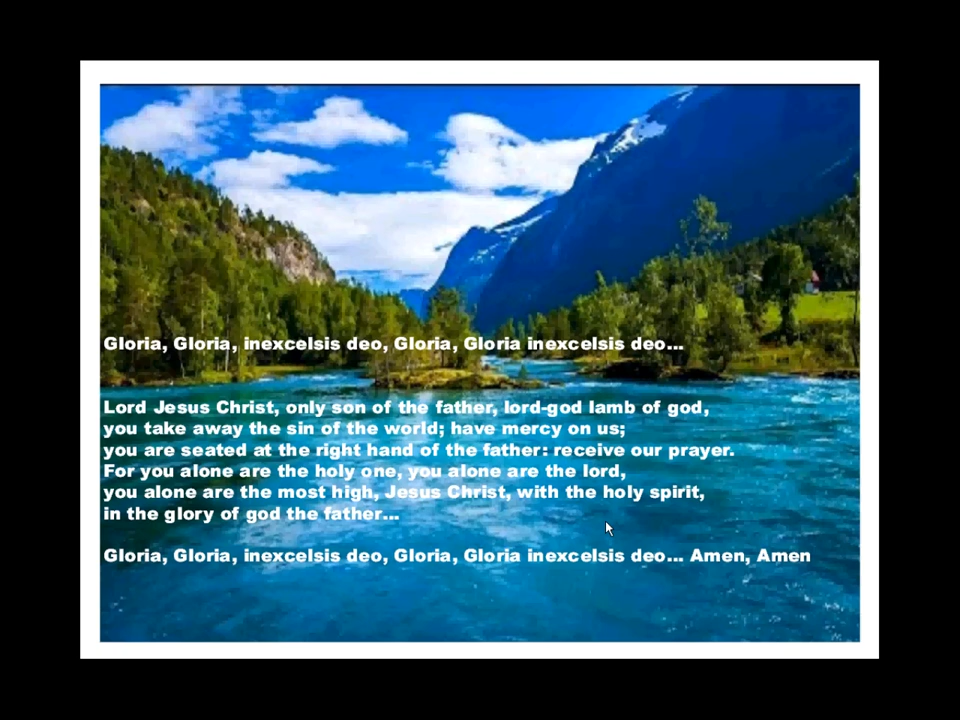 Gloria, Gloria, inexcelsis deo, Gloria, Gloria inexcelsis deo...
Lord Jesus Christ, only son of the father, lord-god lamb of god,
you take away the sin of the world; have mercy on us;
you are seated at the right hand of the father: receive our prayer.
For you alone are the holy one, you alone are the lord,
you alone are the most high, Jesus Christ, with the holy spirit,
in the glory of god the father...
Gloria, Gloria, inexcelsis deo, Gloria, Gloria inexcelsis deo... Amen, Amen